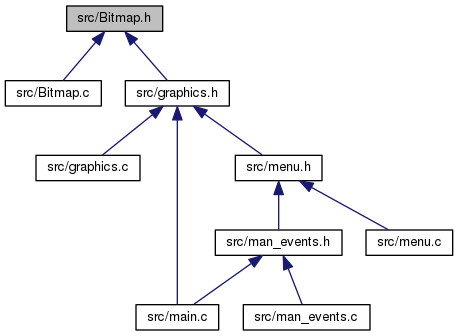 src/Bitmap.h
src/Bitmap.c
src/graphics.h
src/graphics.c
src/menu.h
src/man_events.h
src/menu.c
src/main.c
src/man_events.c